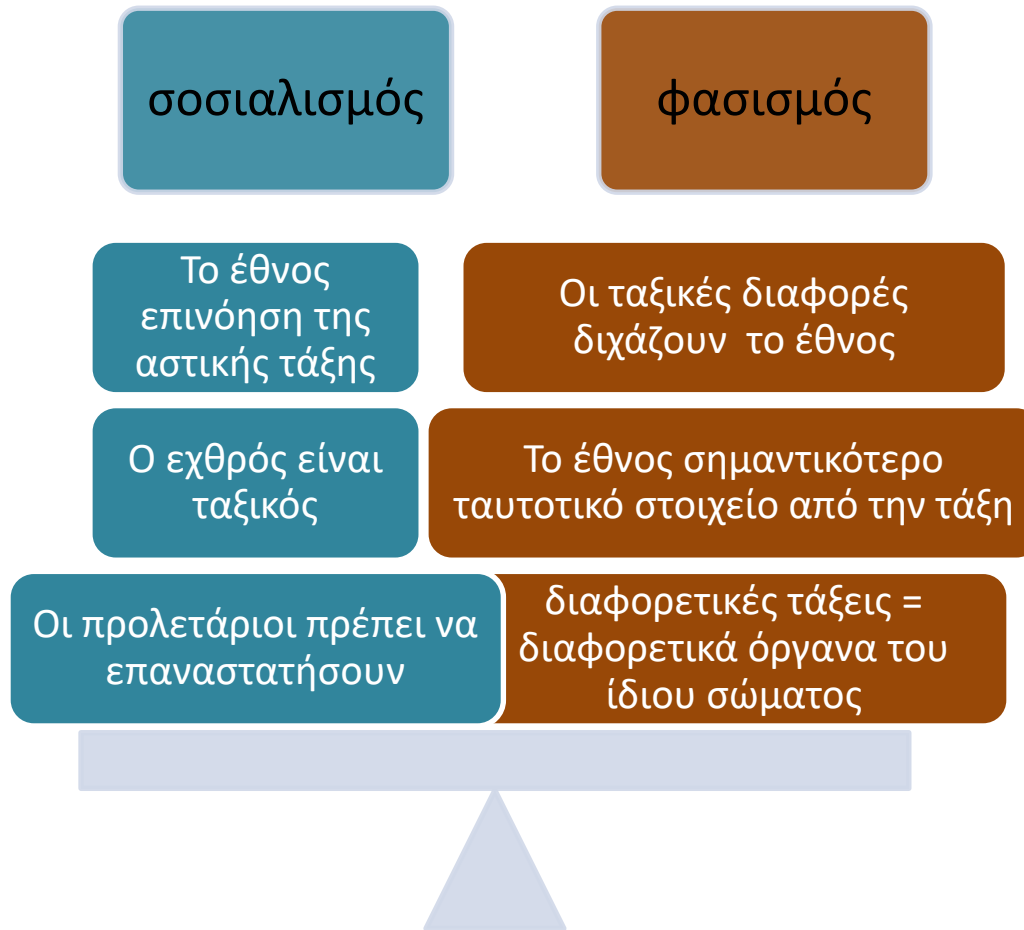 σοσιαλισμός
φασισμός
Το έθνος
επινόηση της
αστικής τάξης
Οι ταξικές διαφορές
διχάζουν  το έθνος
Ο εχθρός είναι
ταξικός
Το έθνος σημαντικότερο
ταυτοτικό στοιχείο από την τάξη
Οι προλετάριοι πρέπει να
επαναστατήσουν
διαφορετικές τάξεις =
διαφορετικά όργανα του
ίδιου σώματος